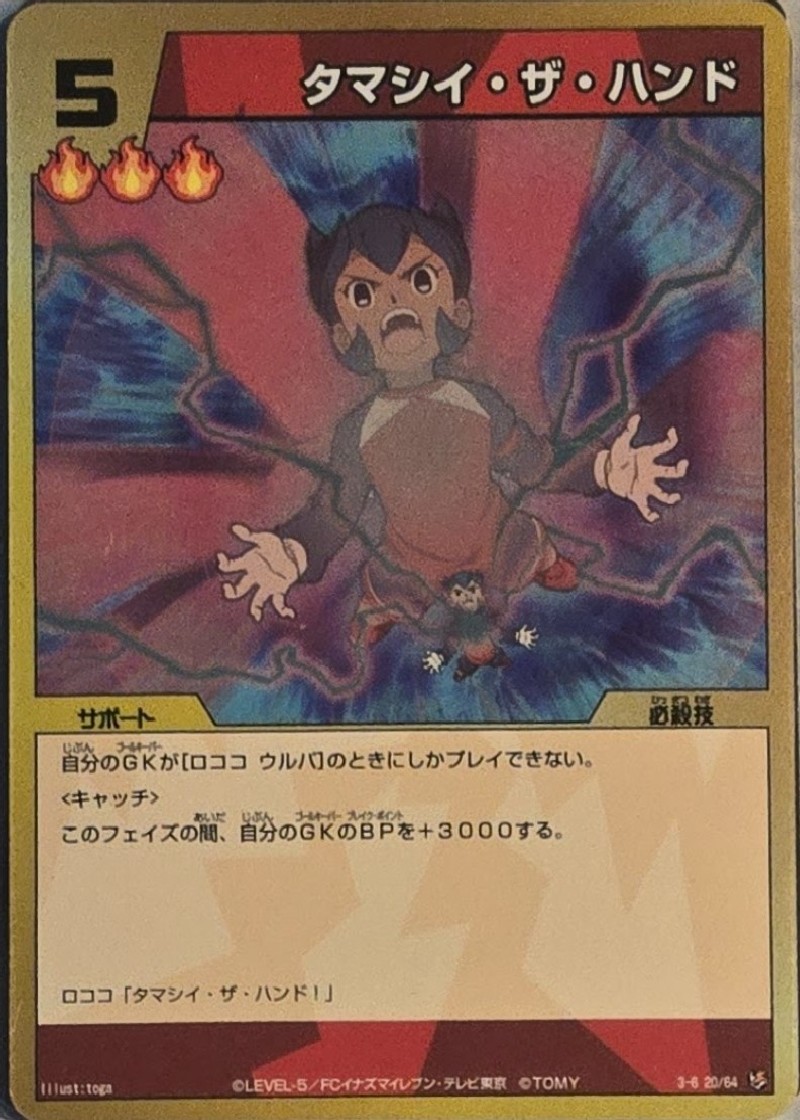 5
タマシイ・ザ・ハンド
サポート
必殺技
自分のGKが[ロココ ウルパ]のときにしかプレイできない。
<キャッチ>
このフェイズの間、自分のGKのBPを+3000する。
ロココ「タマシイ・ザ・ハンド!」
Illust:toga
©LEVEL-5/FCイナズマイレブン・テレビ東京 ©TOMY
3-6 20/64